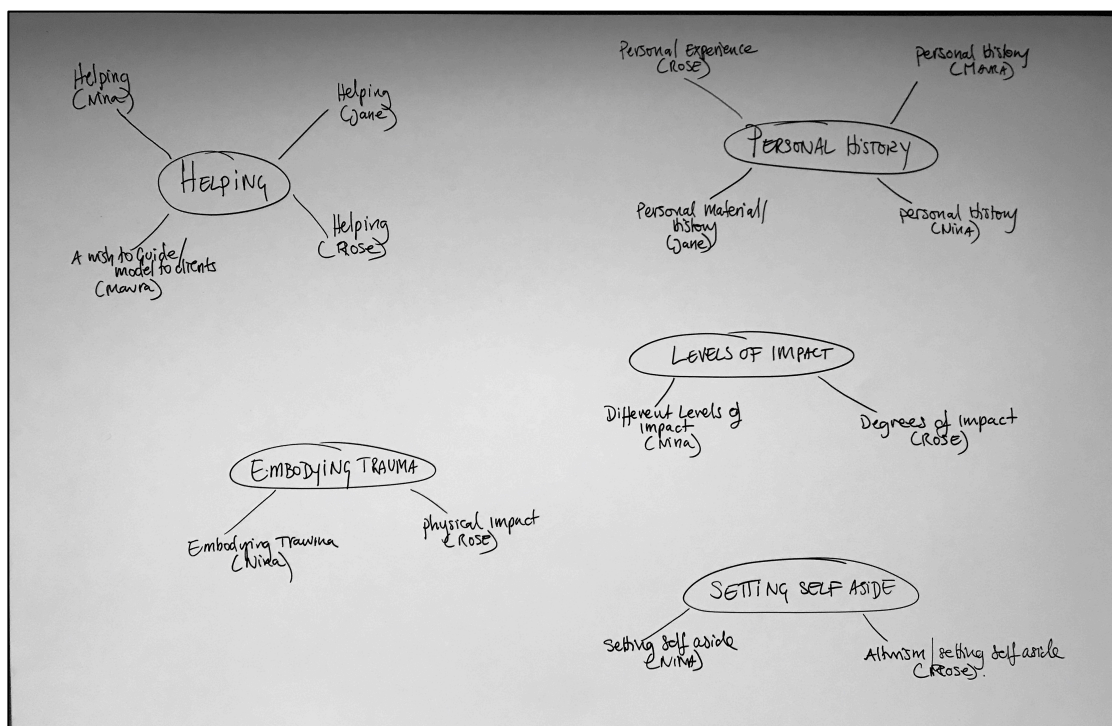 Helping
(Nina)
Helping
(Jane)
HELPING
A wish to Guide/
model to clients
(Maura)
Helping
(Rose)
Personal Experience
(ROSE)
personal History
(MAURA)
PERSONAL HISTORY
Personal Material/
History
(Jane)
personal History
(NINA)
LEVELS OF IMPACT
Different Levels of
Impact
(Nina)
Degrees of Impact
(ROSE)
EMBODYING TRAUMA
Embodying Trauma
(Nina)
physical impact
(ROSE)
SETTING SELF ASIDE
setting self aside
(NINA)
Altruism/setting self aside
(ROSE).